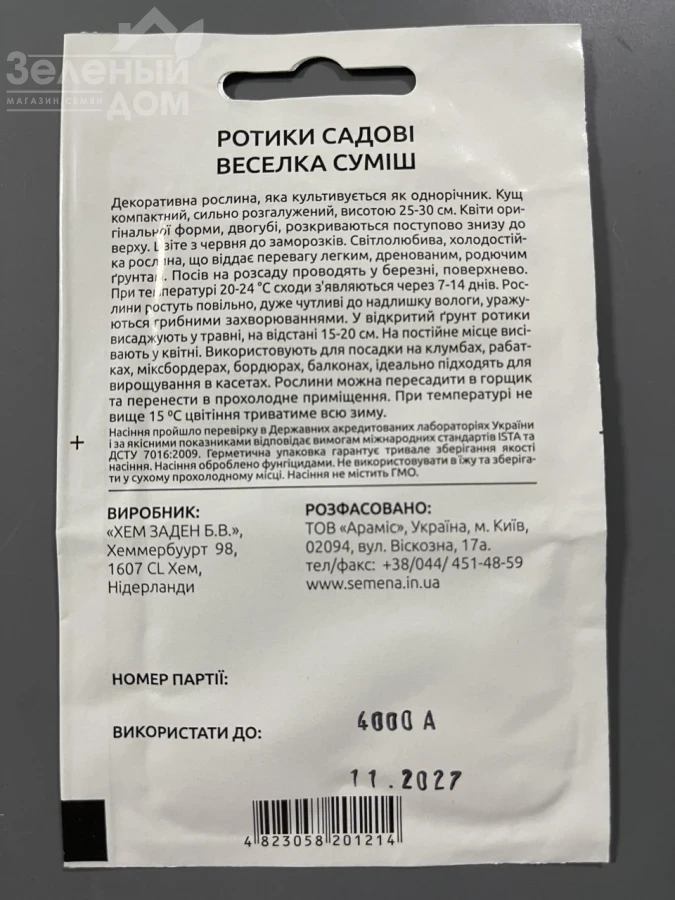 Зеленый
МАГАЗИН СЕМЯН
ДОМ
РОТИКИ САДОВІ
ВЕСЕЛКА СУМІШ
Декоративна рослина, яка культивується як однорічник. Кущ
компактний, сильно розгалужений, висотою 25-30 см. Квіти ори-
гінальної форми, двогубі, розкриваються поступово знизу до
верху. Цвіте з червня до заморозків. Світлолюбива, холодостій-
ка рослина, що віддає перевагу легким, дренованим, родючим
ґрунтам. Посів на розсаду проводять у березні, поверхнево.
При температурі 20-24 °С сходи з'являються через 7-14 днів. Рос-
лини ростуть повільно, дуже чутливі до надлишку вологи, уражу-
ються грибними захворюваннями. У відкритий ґрунт ротики
висаджують у травні, на відстані 15-20 см. На постійне місце висі-
вають у квітні. Використовують для посадки на клумбах, рабат-
ках, міксбордерах, бордюрах, балконах, ідеально підходять для
вирощування в касетах. Рослини можна пересадити в горщик
та перенести в прохолодне приміщення. При температурі не
вище 15 ºС цвітіння триватиме всю зиму.
Насіння пройшло перевірку в Державних акредитованих лабораторіях України
і за якісними показниками відповідає вимогам міжнародних стандартів ISTA та
ДСТУ 7016:2009. Герметична упаковка гарантує тривале зберігання якості
насіння. Насіння оброблено фунгіцидами. Не використовувати в їжу та зберіга-
ти у сухому прохолодному місці. Насіння не містить ГМО.
ВИРОБНИК:
«ХЕМ ЗАДЕН Б.В.»,
Хеммербуурт 98,
1607 CL Хем,
Нідерланди
РОЗФАСОВАНО:
ТОВ «Араміс», Україна, м. Київ,
02094, вул. Віскозна, 17а.
тел/факс: +38/044/ 451-48-59
www.semena.in.ua
НОМЕР ПАРТІЇ:
4000 А
ВИКОРИСТАТИ ДО:
11.2027
4 823058 201214